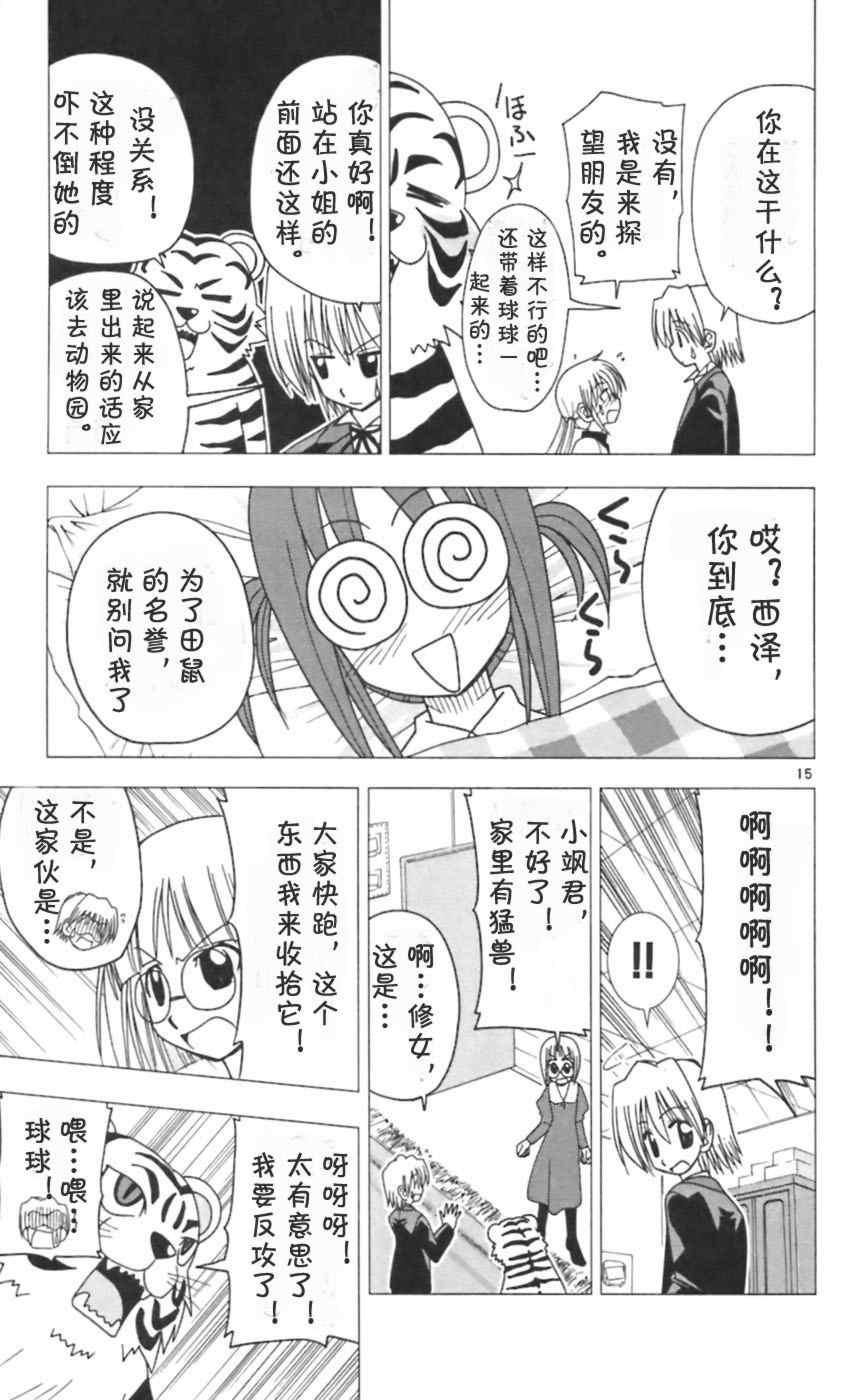 你在这干什么？
没有，
我是来探
望朋友的。
ほふー
这样不行的吧…
还带着球球一
起来的…
你真好啊！
站在小姐的
前面还这样。
没关系！
这种程度
吓不倒她的
说起来从家
里出来的话应
该去动物
园。
哎？西泽，
你到底…
くらくら
为了田鼠
的名誉，
就别问我了
15
啊啊啊啊啊！！
!!
小飒君，
不好了！
家里有猛兽！
啊…修女，
这是…
大家快跑，这个
东西我来收拾它！
不是，
这家伙是…
呀呀呀！
太有意思了！
我要反攻了！
喂…喂…
球球！